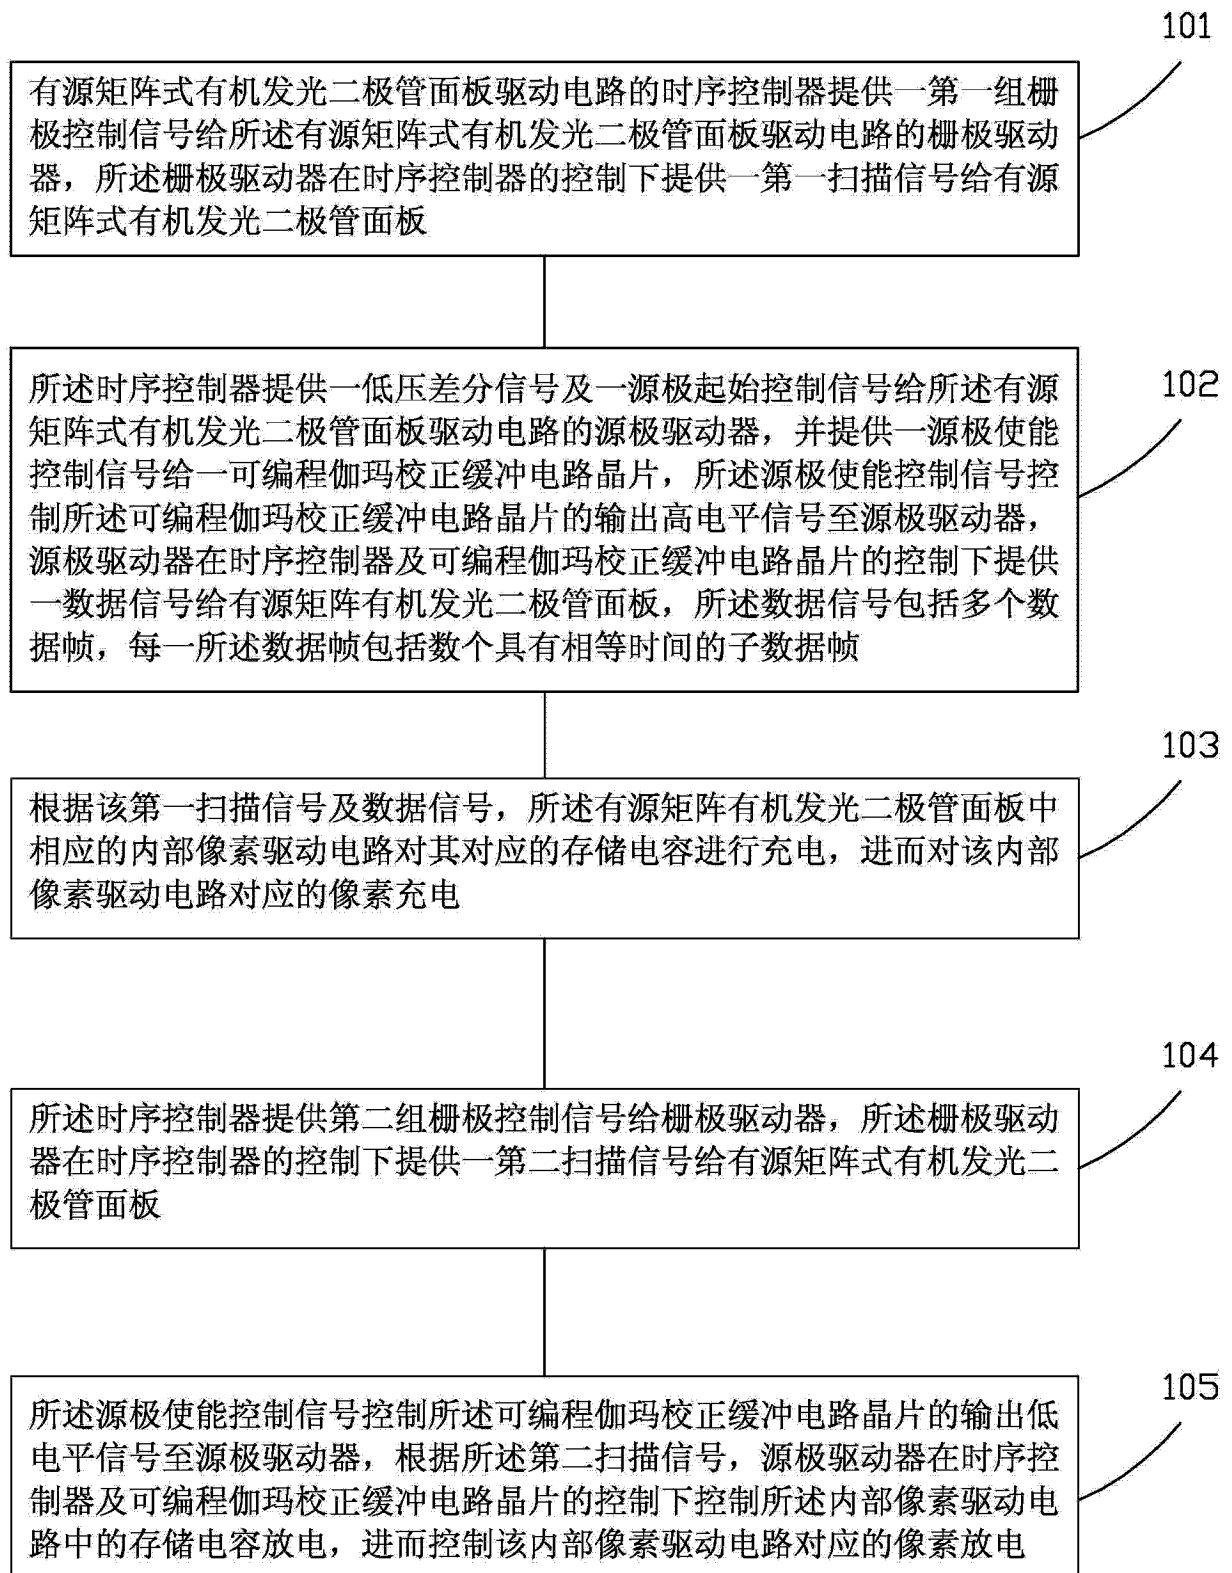 101
有源矩阵式有机发光二极管面板驱动电路的时序控制器提供一第一组栅
极控制信号给所述有源矩阵式有机发光二极管面板驱动电路的栅极驱动
器，所述栅极驱动器在时序控制器的控制下提供一第一扫描信号给有源
矩阵式有机发光二极管面板
102
所述时序控制器提供一低压差分信号及一源极起始控制信号给所述有源
矩阵式有机发光二极管面板驱动电路的源极驱动器，并提供一源极使能
控制信号给一可编程伽玛校正缓冲电路晶片，所述源极使能控制信号控
制所述可编程伽玛校正缓冲电路晶片的输出高电平信号至源极驱动器，
源极驱动器在时序控制器及可编程伽玛校正缓冲电路晶片的控制下提供
一数据信号给有源矩阵有机发光二极管面板，所述数据信号包括多个数
据帧，每一所述数据帧包括数个具有相等时间的子数据帧
103
根据该第一扫描信号及数据信号，所述有源矩阵有机发光二极管面板中
相应的内部像素驱动电路对其对应的存储电容进行充电，进而对该内部
像素驱动电路对应的像素充电
104
所述时序控制器提供第二组栅极控制信号给栅极驱动器，所述栅极驱动
器在时序控制器的控制下提供一第二扫描信号给有源矩阵式有机发光二
极管面板
105
所述源极使能控制信号控制所述可编程伽玛校正缓冲电路晶片的输出低
电平信号至源极驱动器，根据所述第二扫描信号，源极驱动器在时序控
制器及可编程伽玛校正缓冲电路晶片的控制下控制所述内部像素驱动电
路中的存储电容放电，进而控制该内部像素驱动电路对应的像素放电